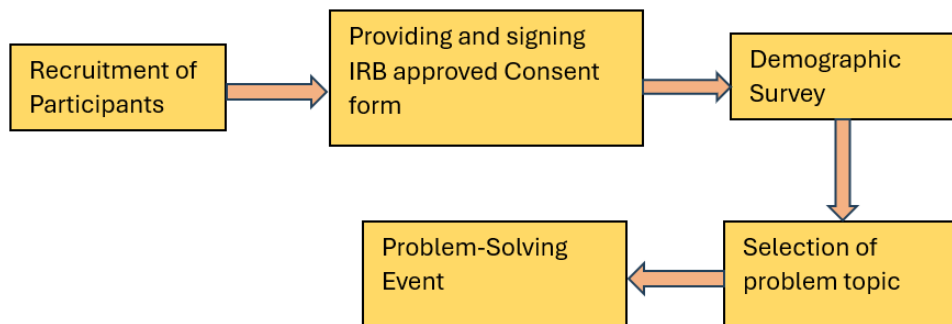 Recruitment of
Participants
Providing and signing
IRB approved Consent
form
Demographic
Survey
Selection of
problem topic
Problem-Solving
Event